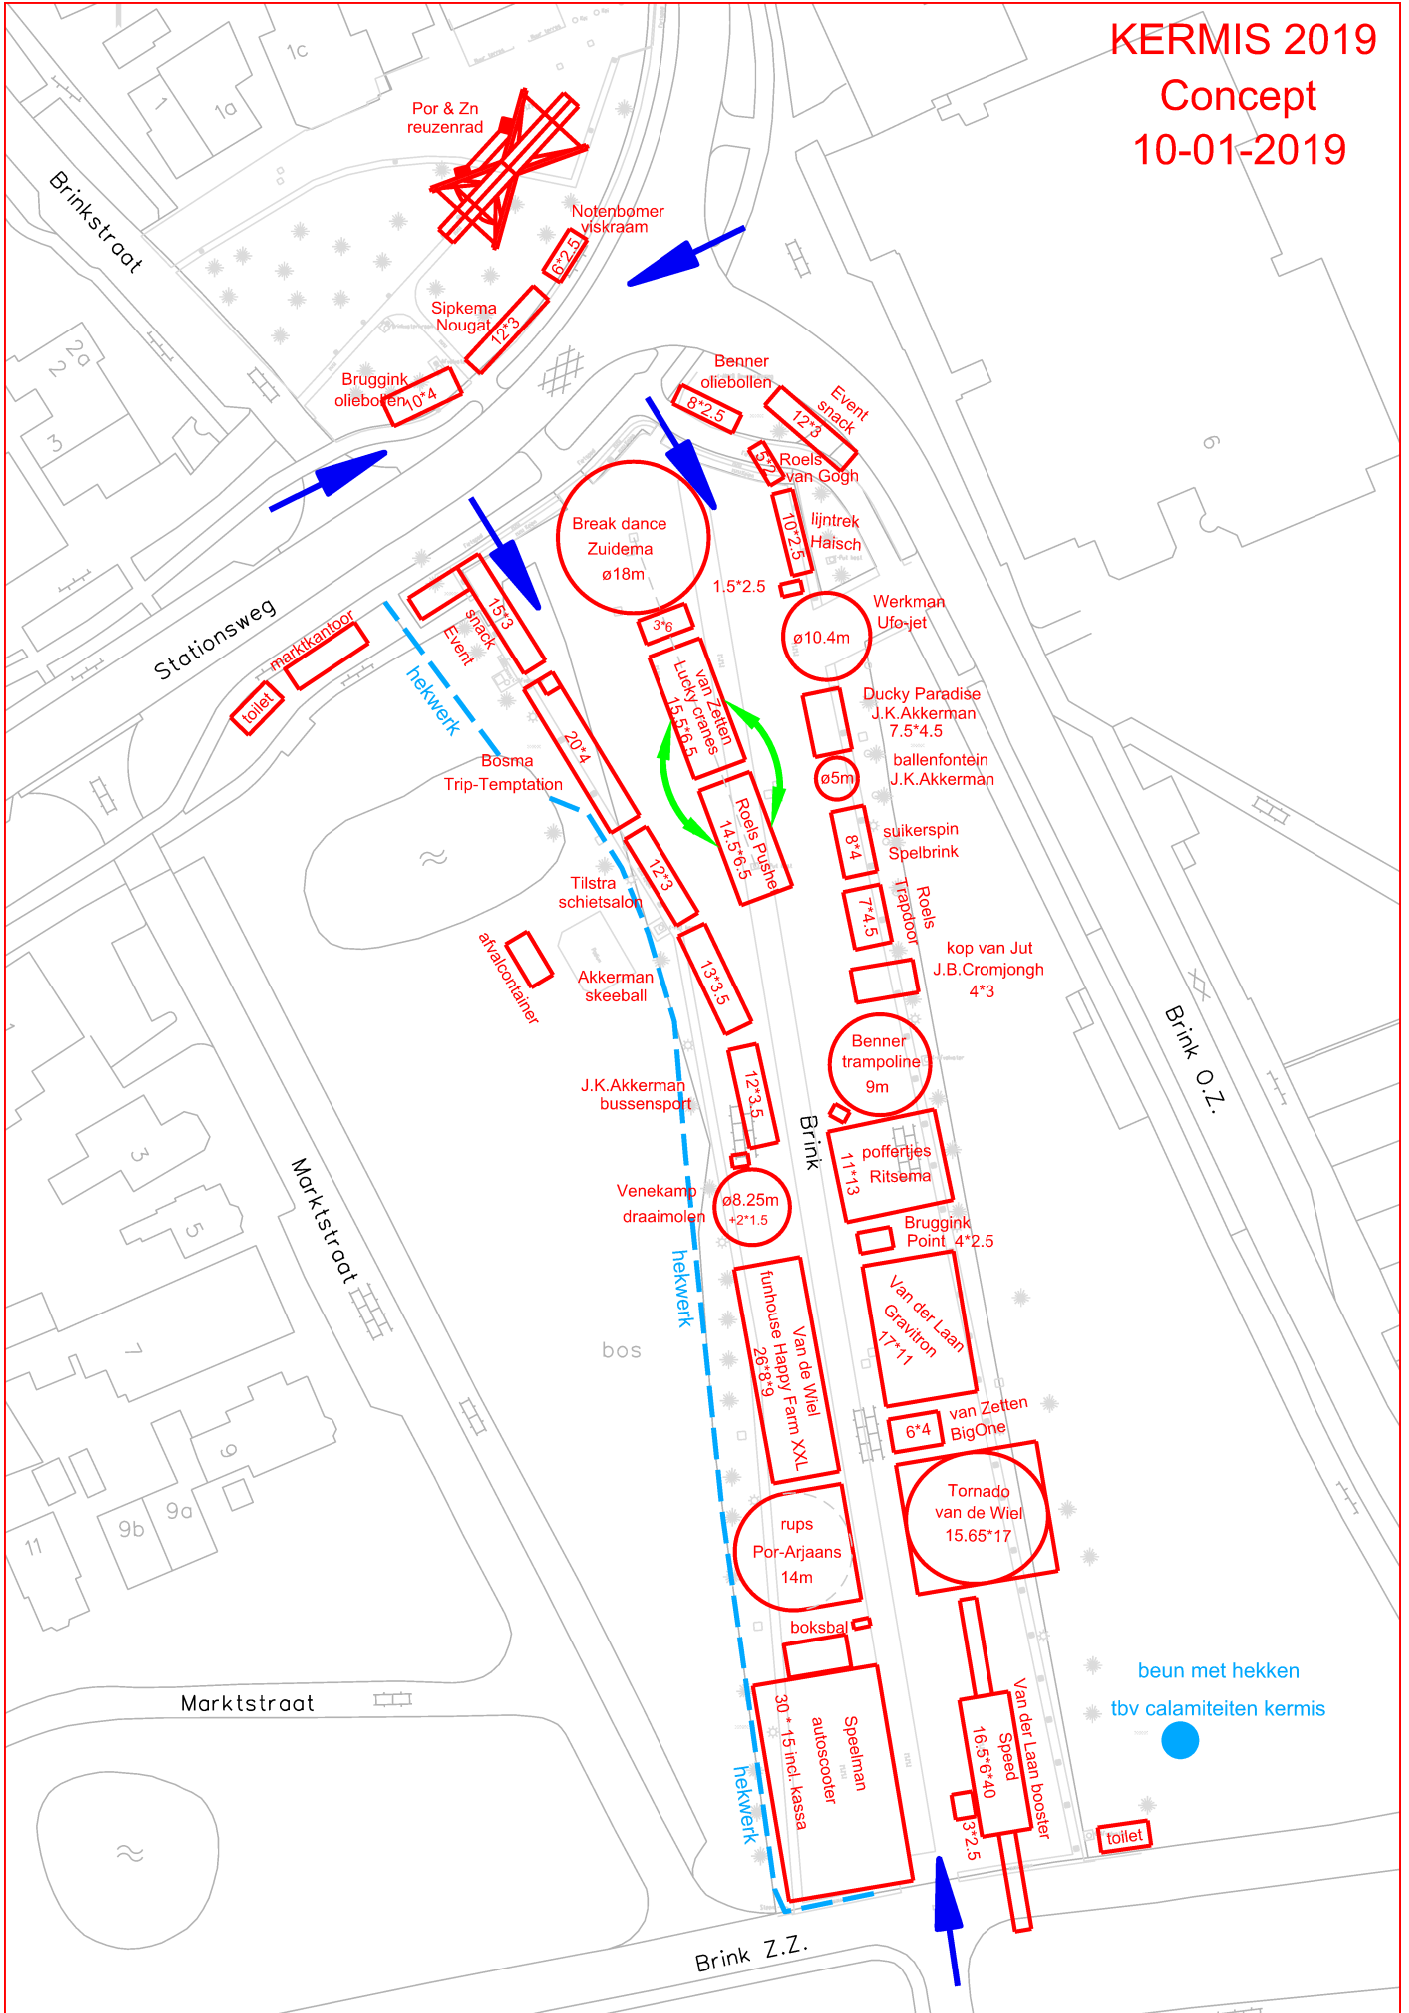 KERMIS 2019
Concept
10-01-2019
1c
1
1a
Por & Zn
reuzenrad
Brinkstraat
Notenbomer
viskraam
6*2.5
Sipkema
Nougat
12*3
2a
2
3
Bruggink
oliebollen
10*4
Benner
oliebollen
8*2.5
Event
snack
12*3
6
5*2
Roels
van Gogh
10*2.5
lijntrek
Haisch
Break dance
Zuidema
ø18m
1.5*2.5
3*6
Werkman
Ufo-jet
ø10.4m
Stationsweg
marktkantoor
toilet
hekwerk
15*3
snack
Event
van Zetten
Lucky cranes
15.5*6.5
Ducky Paradise
J.K.Akkerman
7.5*4.5
20*4
Bosma
Trip-Temptation
ballenfontein
J.K.Akkerman
ø5m
Roels Pusher
14.5*6.5
suikerspin
Spelbrink
8*4
12*3
Tilstra
schietsalon
Roels
Trapdoor
7*4.5
afvalcontainer
Akkerman
skeeball
13*3.5
kop van Jut
J.B.Cromjongh
4*3
Brink O.Z.
Benner
trampoline
9m
J.K.Akkerman
bussensport
12*3.5
Brink
poffertjes
Ritsema
11*13
3
5
Marktstraat
Venekamp
draaimolen
ø8.25m
+2*1.5
Bruggink
Point 4*2.5
hekwerk
Van de Wiel
funhouse Happy Farm XXL
26*8*9
Van der Laan
Gravitron
17*11
7
bos
van Zetten
BigOne
6*4
9
9a
9b
11
Tornado
van de Wiel
15.65*17
rups
Por-Arjaans
14m
boksbal
beun met hekken
tbv calamiteiten kermis
Marktstraat
Speelman
autoscooter
30 * 15 incl. kassa
Van der Laan booster
Speed
16.5*6*40
3*2.5
hekwerk
toilet
Brink Z.Z.